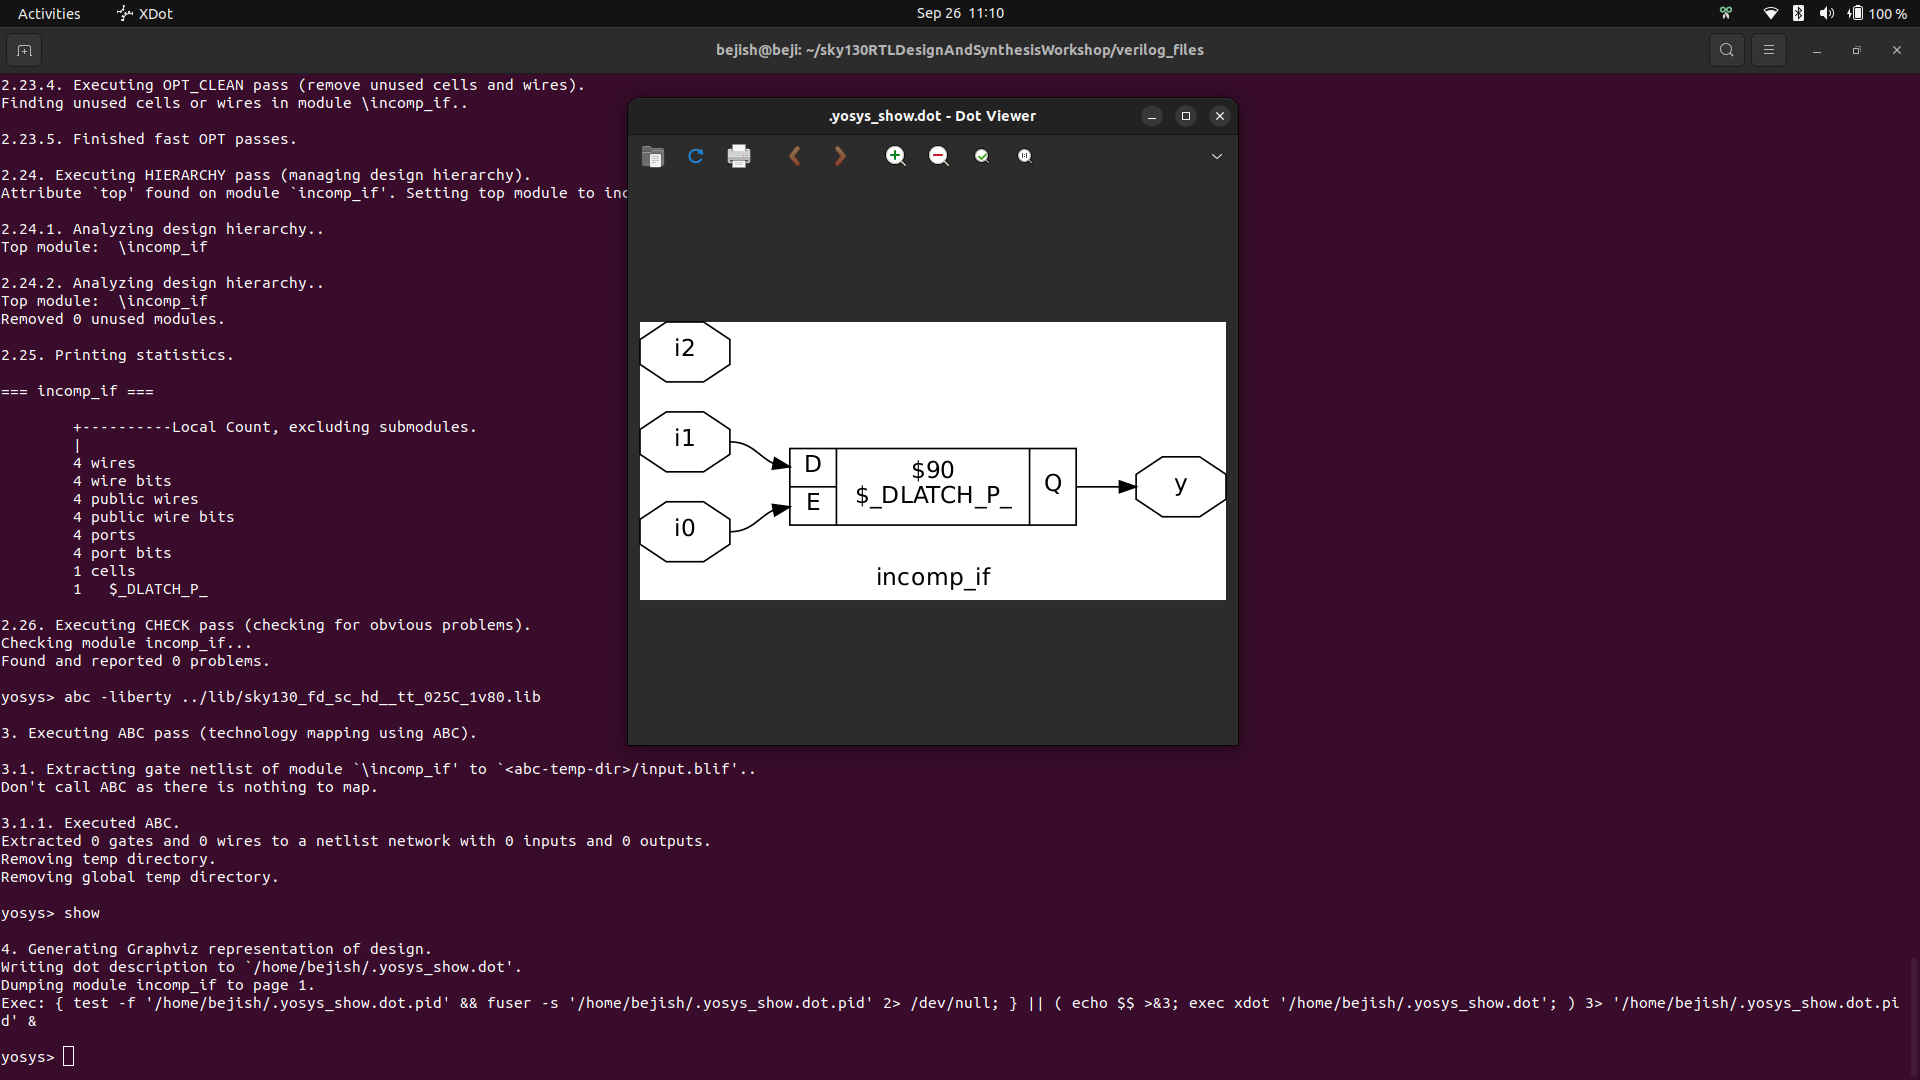 Activities
XDot
Sep 26 11:10
100 %
bejish@beji: ~/sky130RTLDesignAndSynthesisWorkshop/verilog_files
2.23.4. Executing OPT_CLEAN pass (remove unused cells and wires).
Finding unused cells or wires in module \incomp_if..
2.23.5. Finished fast OPT passes.
2.24. Executing HIERARCHY pass (managing design hierarchy).
Attribute `top' found on module `incomp_if'. Setting top module to inc
2.24.1. Analyzing design hierarchy..
Top module:  \incomp_if
2.24.2. Analyzing design hierarchy..
Top module:  \incomp_if
Removed 0 unused modules.
2.25. Printing statistics.
=== incomp_if ===
+----------Local Count, excluding submodules.
|
4 wires
4 wire bits
4 public wires
4 public wire bits
4 ports
4 port bits
1 cells
1   $_DLATCH_P_
2.26. Executing CHECK pass (checking for obvious problems).
Checking module incomp_if...
Found and reported 0 problems.
yosys> abc -liberty ../lib/sky130_fd_sc_hd__tt_025C_1v80.lib
3. Executing ABC pass (technology mapping using ABC).
3.1. Extracting gate netlist of module `\incomp_if' to `<abc-temp-dir>/input.blif'..
Don't call ABC as there is nothing to map.
3.1.1. Executed ABC.
Extracted 0 gates and 0 wires to a netlist network with 0 inputs and 0 outputs.
Removing temp directory.
Removing global temp directory.
yosys> show
4. Generating Graphviz representation of design.
Writing dot description to `/home/bejish/.yosys_show.dot'.
Dumping module incomp_if to page 1.
Exec: { test -f '/home/bejish/.yosys_show.dot.pid' && fuser -s '/home/bejish/.yosys_show.dot.pid' 2> /dev/null; } || ( echo $$ >&3; exec xdot '/home/bejish/.yosys_show.dot'; ) 3> '/home/bejish/.yosys_show.dot.pi
d' &
yosys>
.yosys_show.dot - Dot Viewer
i2
i1
i0
D
E
$90
$_DLATCH_P_
Q
y
incomp_if